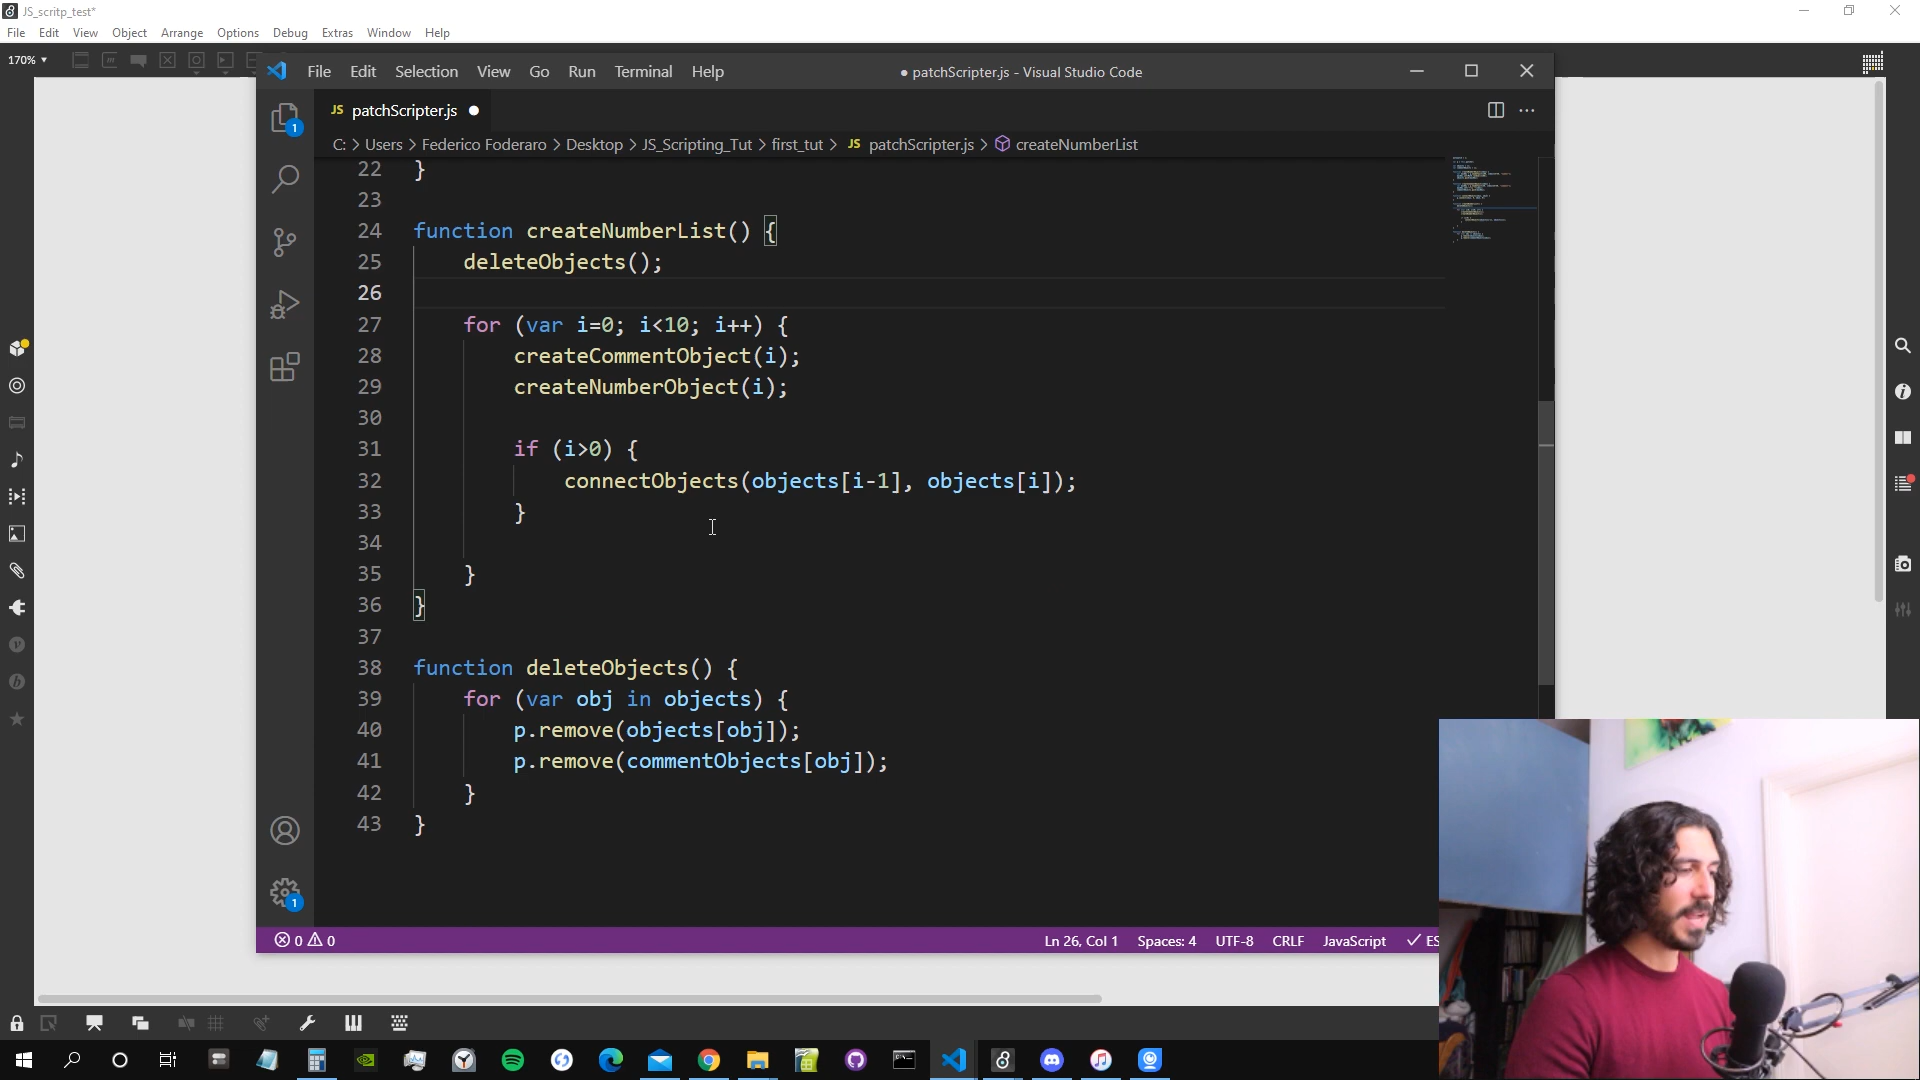 JS_scritp_test*
File Edit View Object Arrange Options Debug Extras Window Help
170%
File Edit Selection View Go Run Terminal Help
● patchScripter.js - Visual Studio Code
JS patchScripter.js ●
C: > Users > Federico Foderaro > Desktop > JS_Scripting_Tut > first_tut > JS patchScripter.js > createNumberList
22 }
23
24 function createNumberList() {
25 deleteObjects();
26
27 for (var i=0; i<10; i++) {
28 createCommentObject(i);
29 createNumberObject(i);
30
31 if (i>0) {
32 connectObjects(objects[i-1], objects[i]);
33 }
34
35 }
36 }
37
38 function deleteObjects() {
39 for (var obj in objects) {
40 p.remove(objects[obj]);
41 p.remove(commentObjects[obj]);
42 }
43 }
1
1
0 0
Ln 26, Col 1 Spaces: 4 UTF-8 CRLF JavaScript ✓ ES